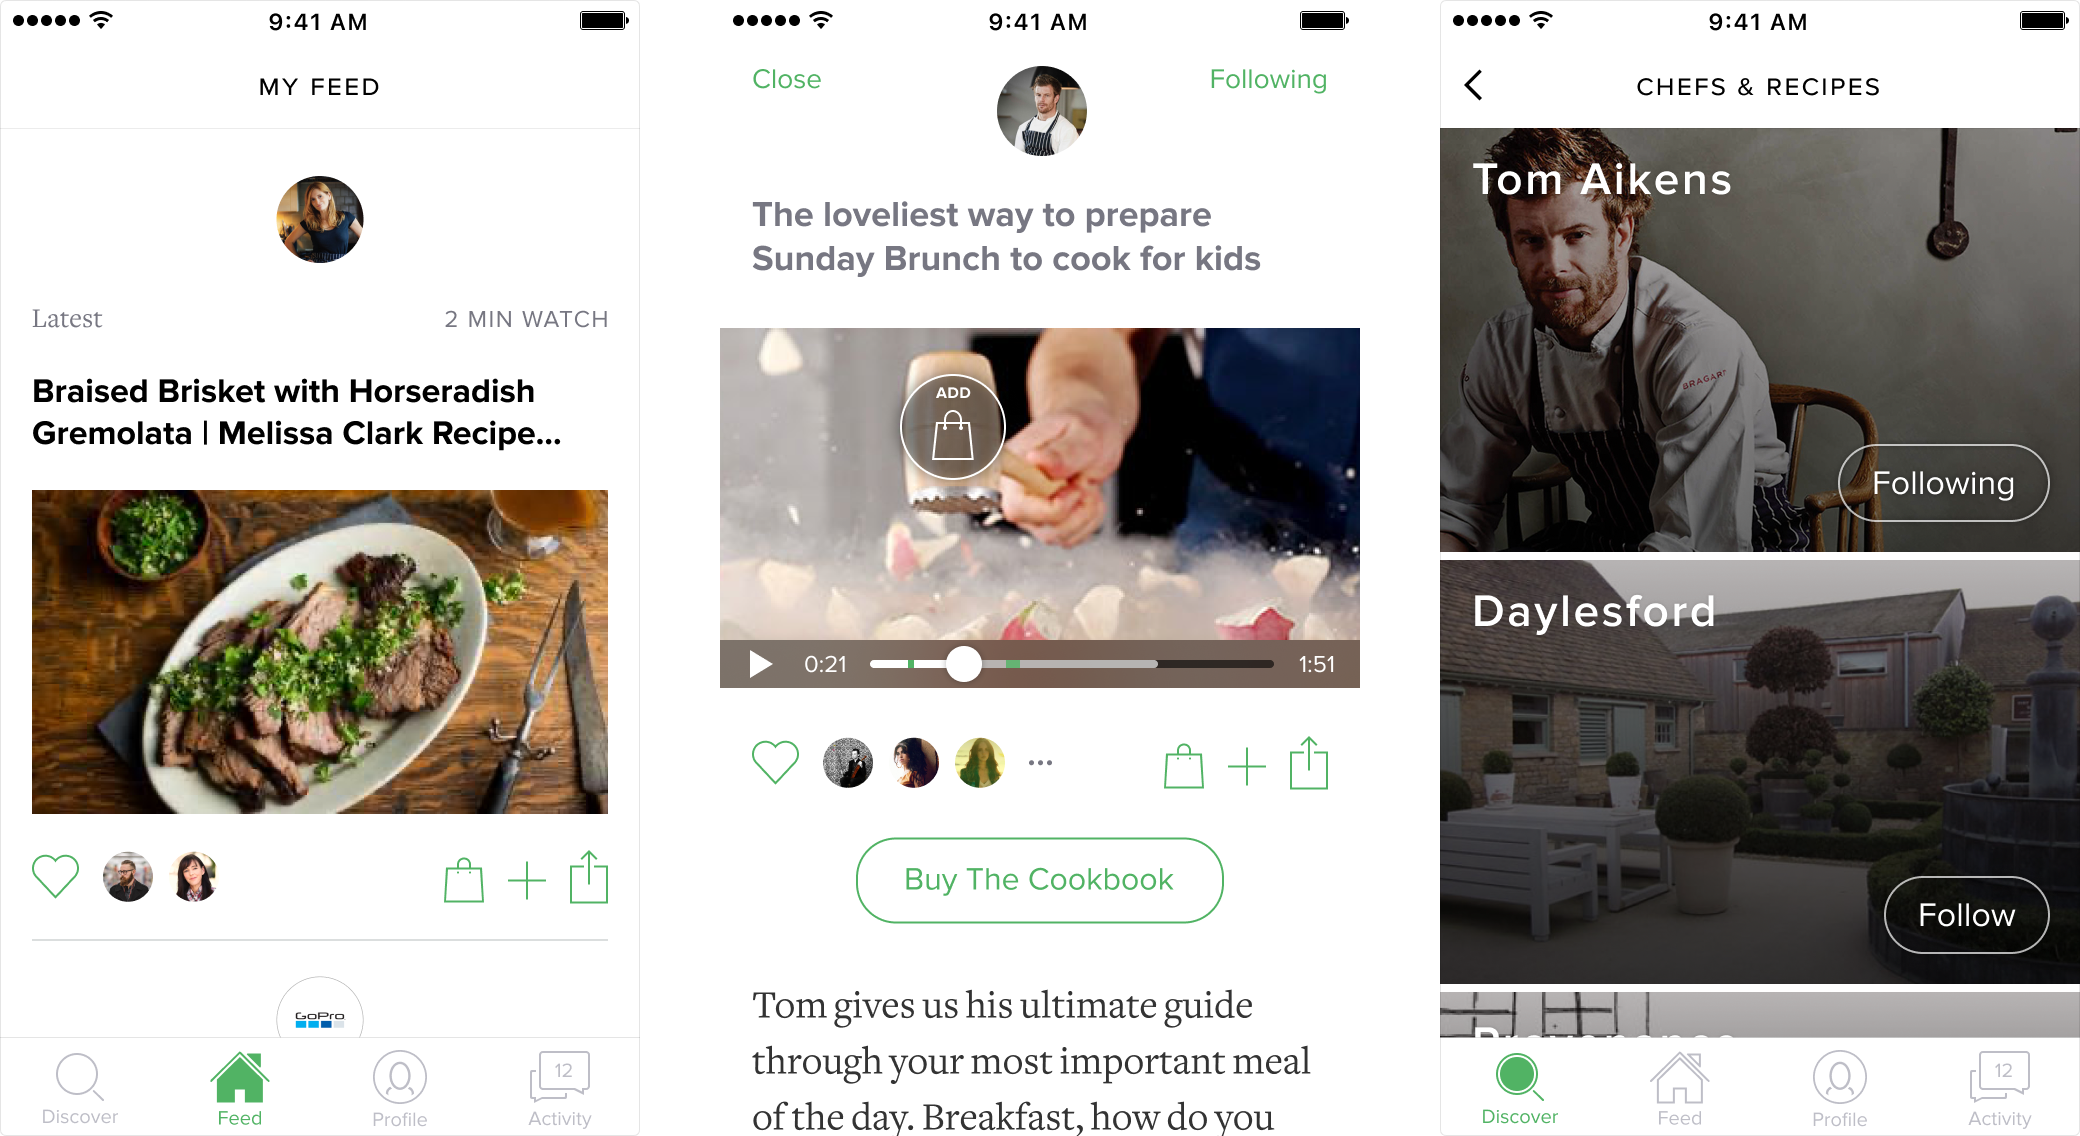 9:41 AM
MY FEED
Latest
2 MIN WATCH
Braised Brisket with Horseradish
Gremolata | Melissa Clark Recipe...
GoPro
Discover
Feed
Profile
12
Activity
9:41 AM
Close
Following
The loveliest way to prepare
Sunday Brunch to cook for kids
ADD
0:21
1:51
Buy The Cookbook
Tom gives us his ultimate guide
through your most important meal
of the day. Breakfast, how do you
9:41 AM
CHEFS & RECIPES
Tom Aikens
BRAGARD
Following
Daylesford
Follow
Discover
Feed
Profile
12
Activity